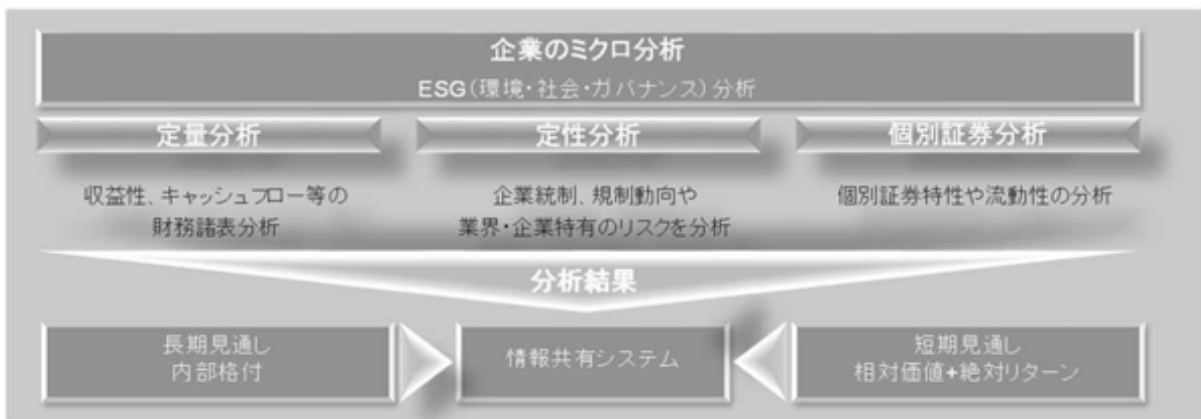 企業のミクロ分析
ESG(環境・社会・ガバナンス)分析
定量分析
定性分析
個別証券分析
収益性、キャッシュフロー等の
財務諸表分析
企業統制、規制動向や
業界・企業特有のリスクを分析
個別証券特性や流動性の分析
分析結果
長期見通し
内部格付
情報共有システム
短期見通し
相対価値+絶対リターン